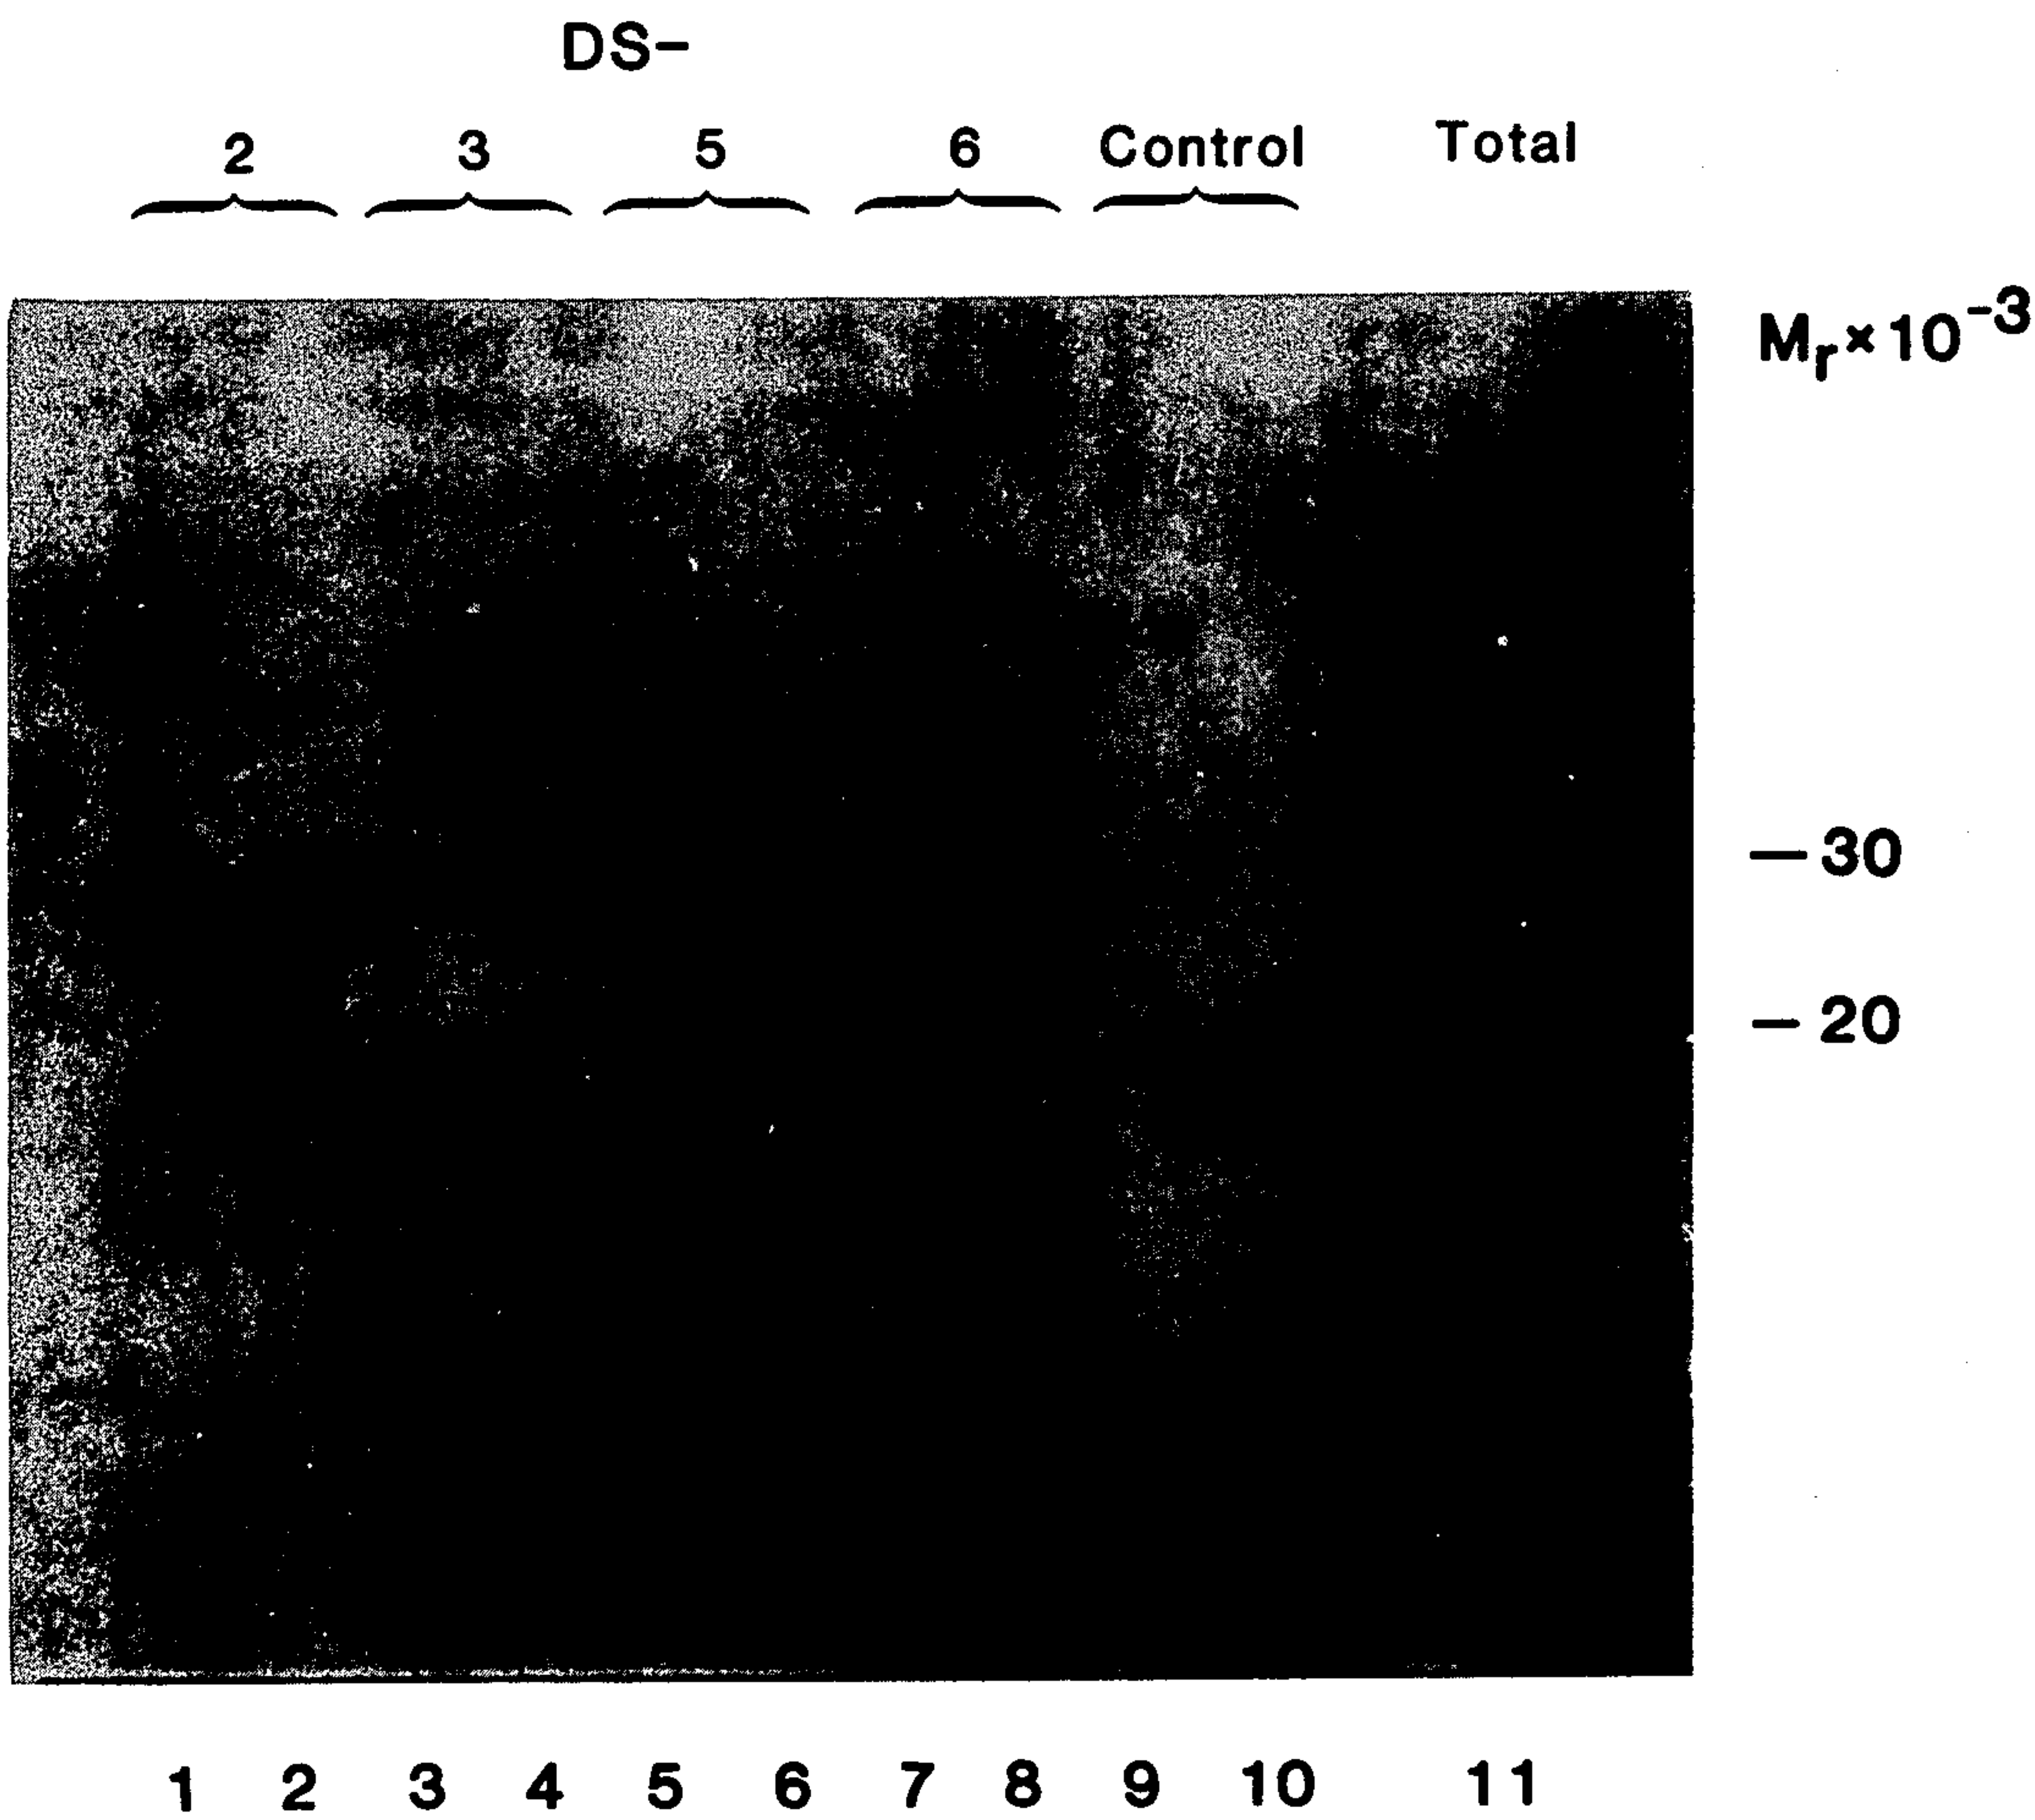 DS-
2 3 5 6 Control Total
Mr×10⁻³
30
20
1 2 3 4 5 6 7 8 9 10 11